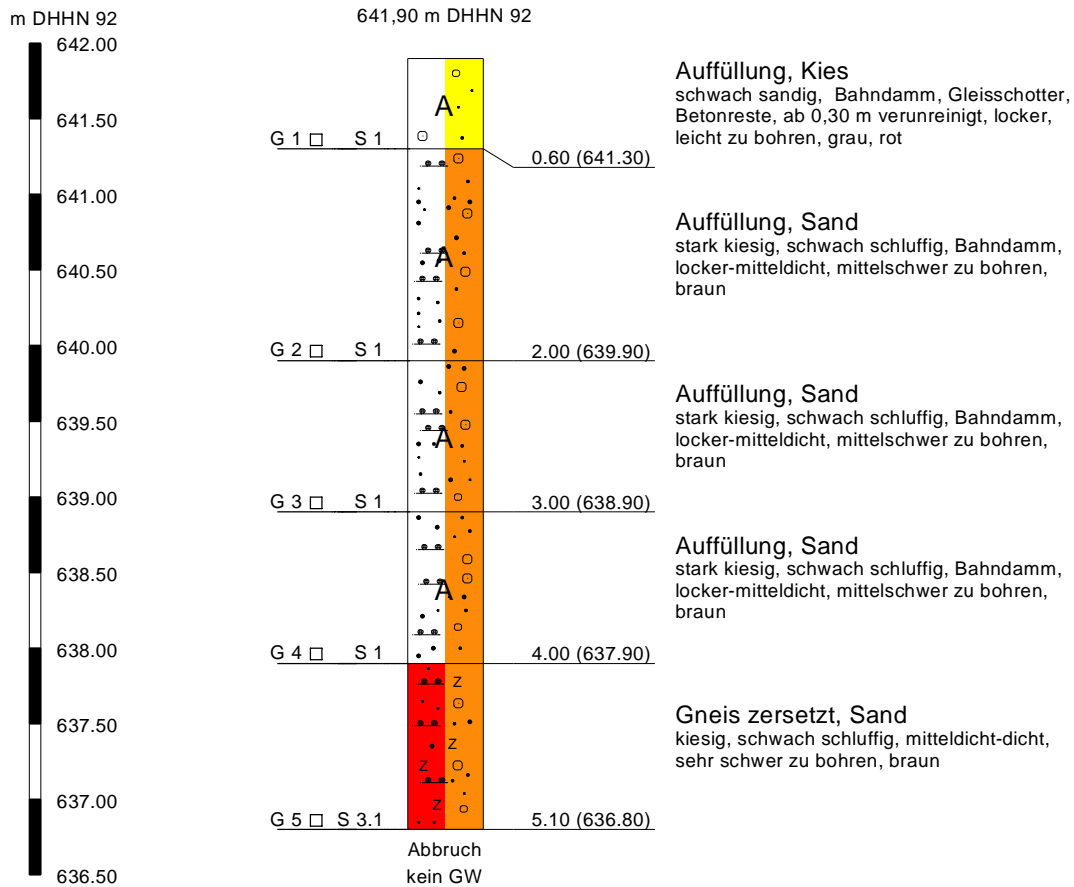 m DHHN 92
641,90 m DHHN 92
642.00
Auffüllung, Kies
schwach sandig, Bahndamm, Gleisschotter,
Betonreste, ab 0,30 m verunreinigt, locker,
leicht zu bohren, grau, rot
A
641.50
G 1 S 1
0.60 (641.30)
641.00
Auffüllung, Sand
stark kiesig, schwach schluffig, Bahndamm,
locker-mitteldicht, mittelschwer zu bohren,
braun
A
640.50
640.00
G 2 S 1
2.00 (639.90)
Auffüllung, Sand
stark kiesig, schwach schluffig, Bahndamm,
locker-mitteldicht, mittelschwer zu bohren,
braun
639.50
A
639.00
G 3 S 1
3.00 (638.90)
Auffüllung, Sand
stark kiesig, schwach schluffig, Bahndamm,
locker-mitteldicht, mittelschwer zu bohren,
braun
638.50
A
638.00
G 4 S 1
4.00 (637.90)
z
Gneis zersetzt, Sand
kiesig, schwach schluffig, mitteldicht-dicht,
sehr schwer zu bohren, braun
637.50
z
z
z
637.00
G 5 S 3.1
5.10 (636.80)
Abbruch
kein GW
636.50